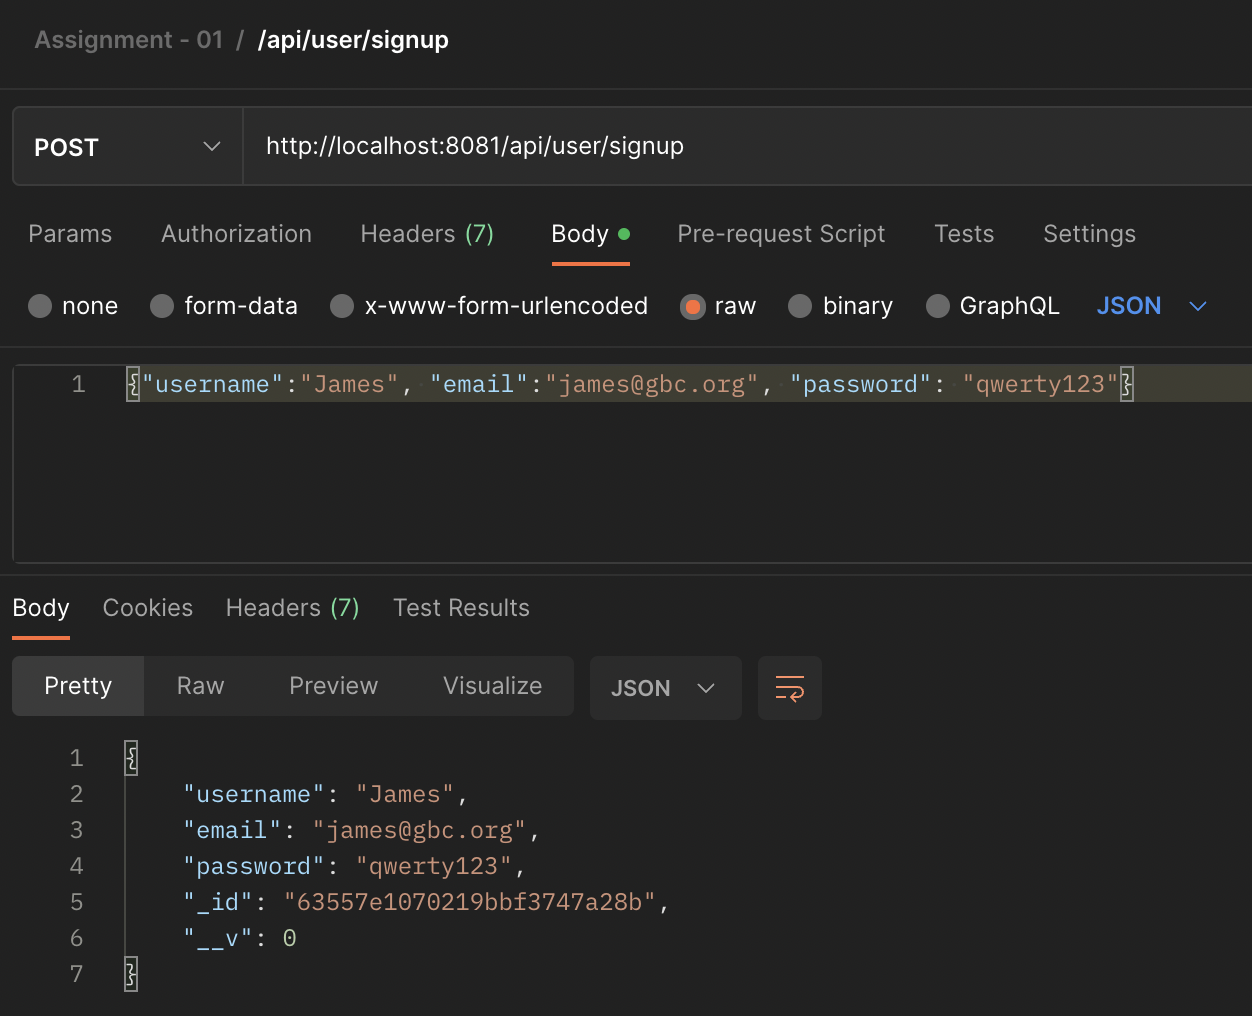 Assignment - 01 / /api/user/signup
POST http://localhost:8081/api/user/signup
Params Authorization Headers (7) Body Pre-request Script Tests Settings
none form-data x-www-form-urlencoded raw binary GraphQL JSON
1 {"username":"James", "email":"james@gbc.org", "password": "qwerty123"}
Body Cookies Headers (7) Test Results
Pretty Raw Preview Visualize JSON
1 {
2 "username": "James",
3 "email": "james@gbc.org",
4 "password": "qwerty123",
5 "_id": "63557e1070219bbf3747a28b",
6 "__v": 0
7 }